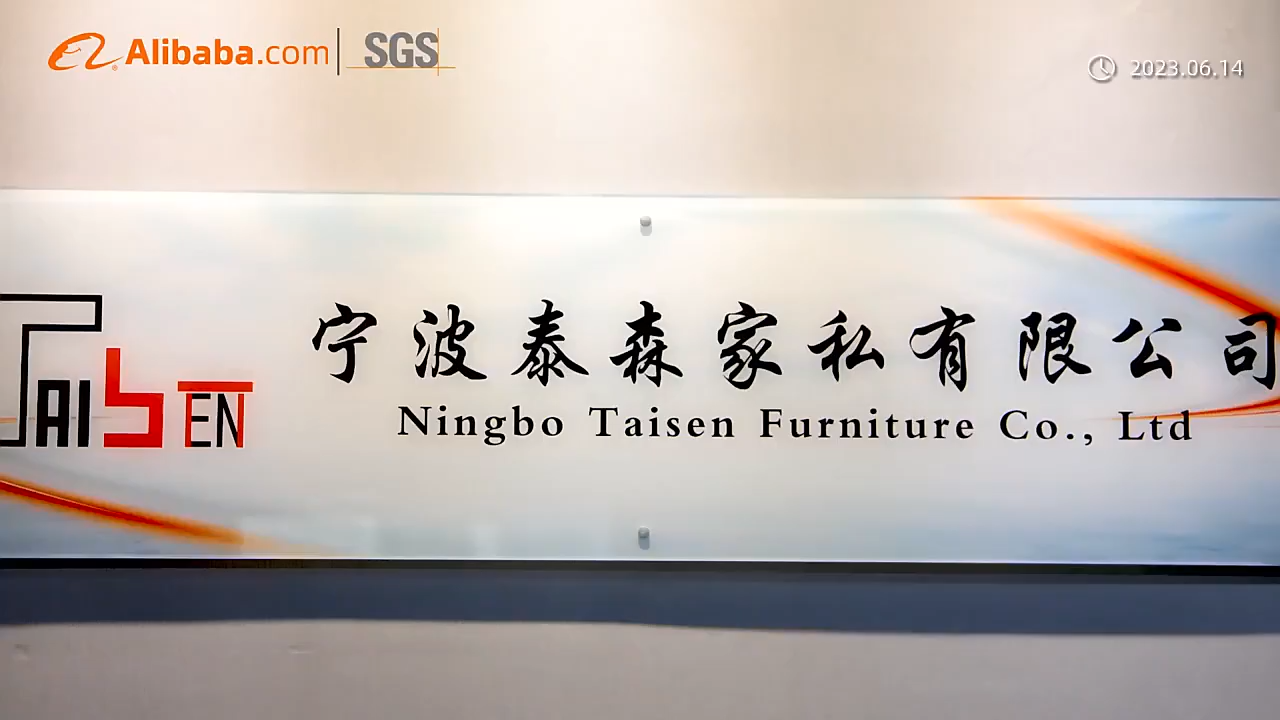 Alibaba.com | SGS
2023.06.14
TAISEN
宁波泰森家私有限公司
Ningbo Taisen Furniture Co., Ltd